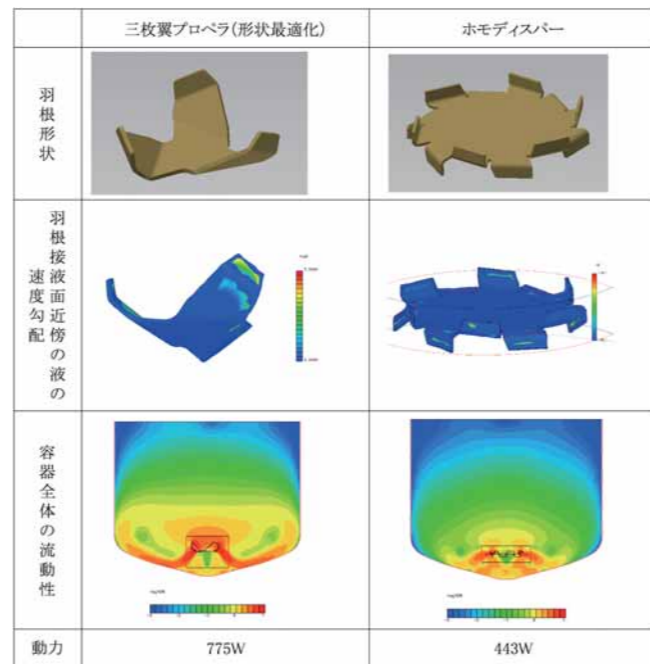 三枚翼プロペラ(形状最適化)
ホモディスパー
羽根形状
羽根接液面近傍の液の
速度勾配
容器全体の流動性
動力
775W
443W